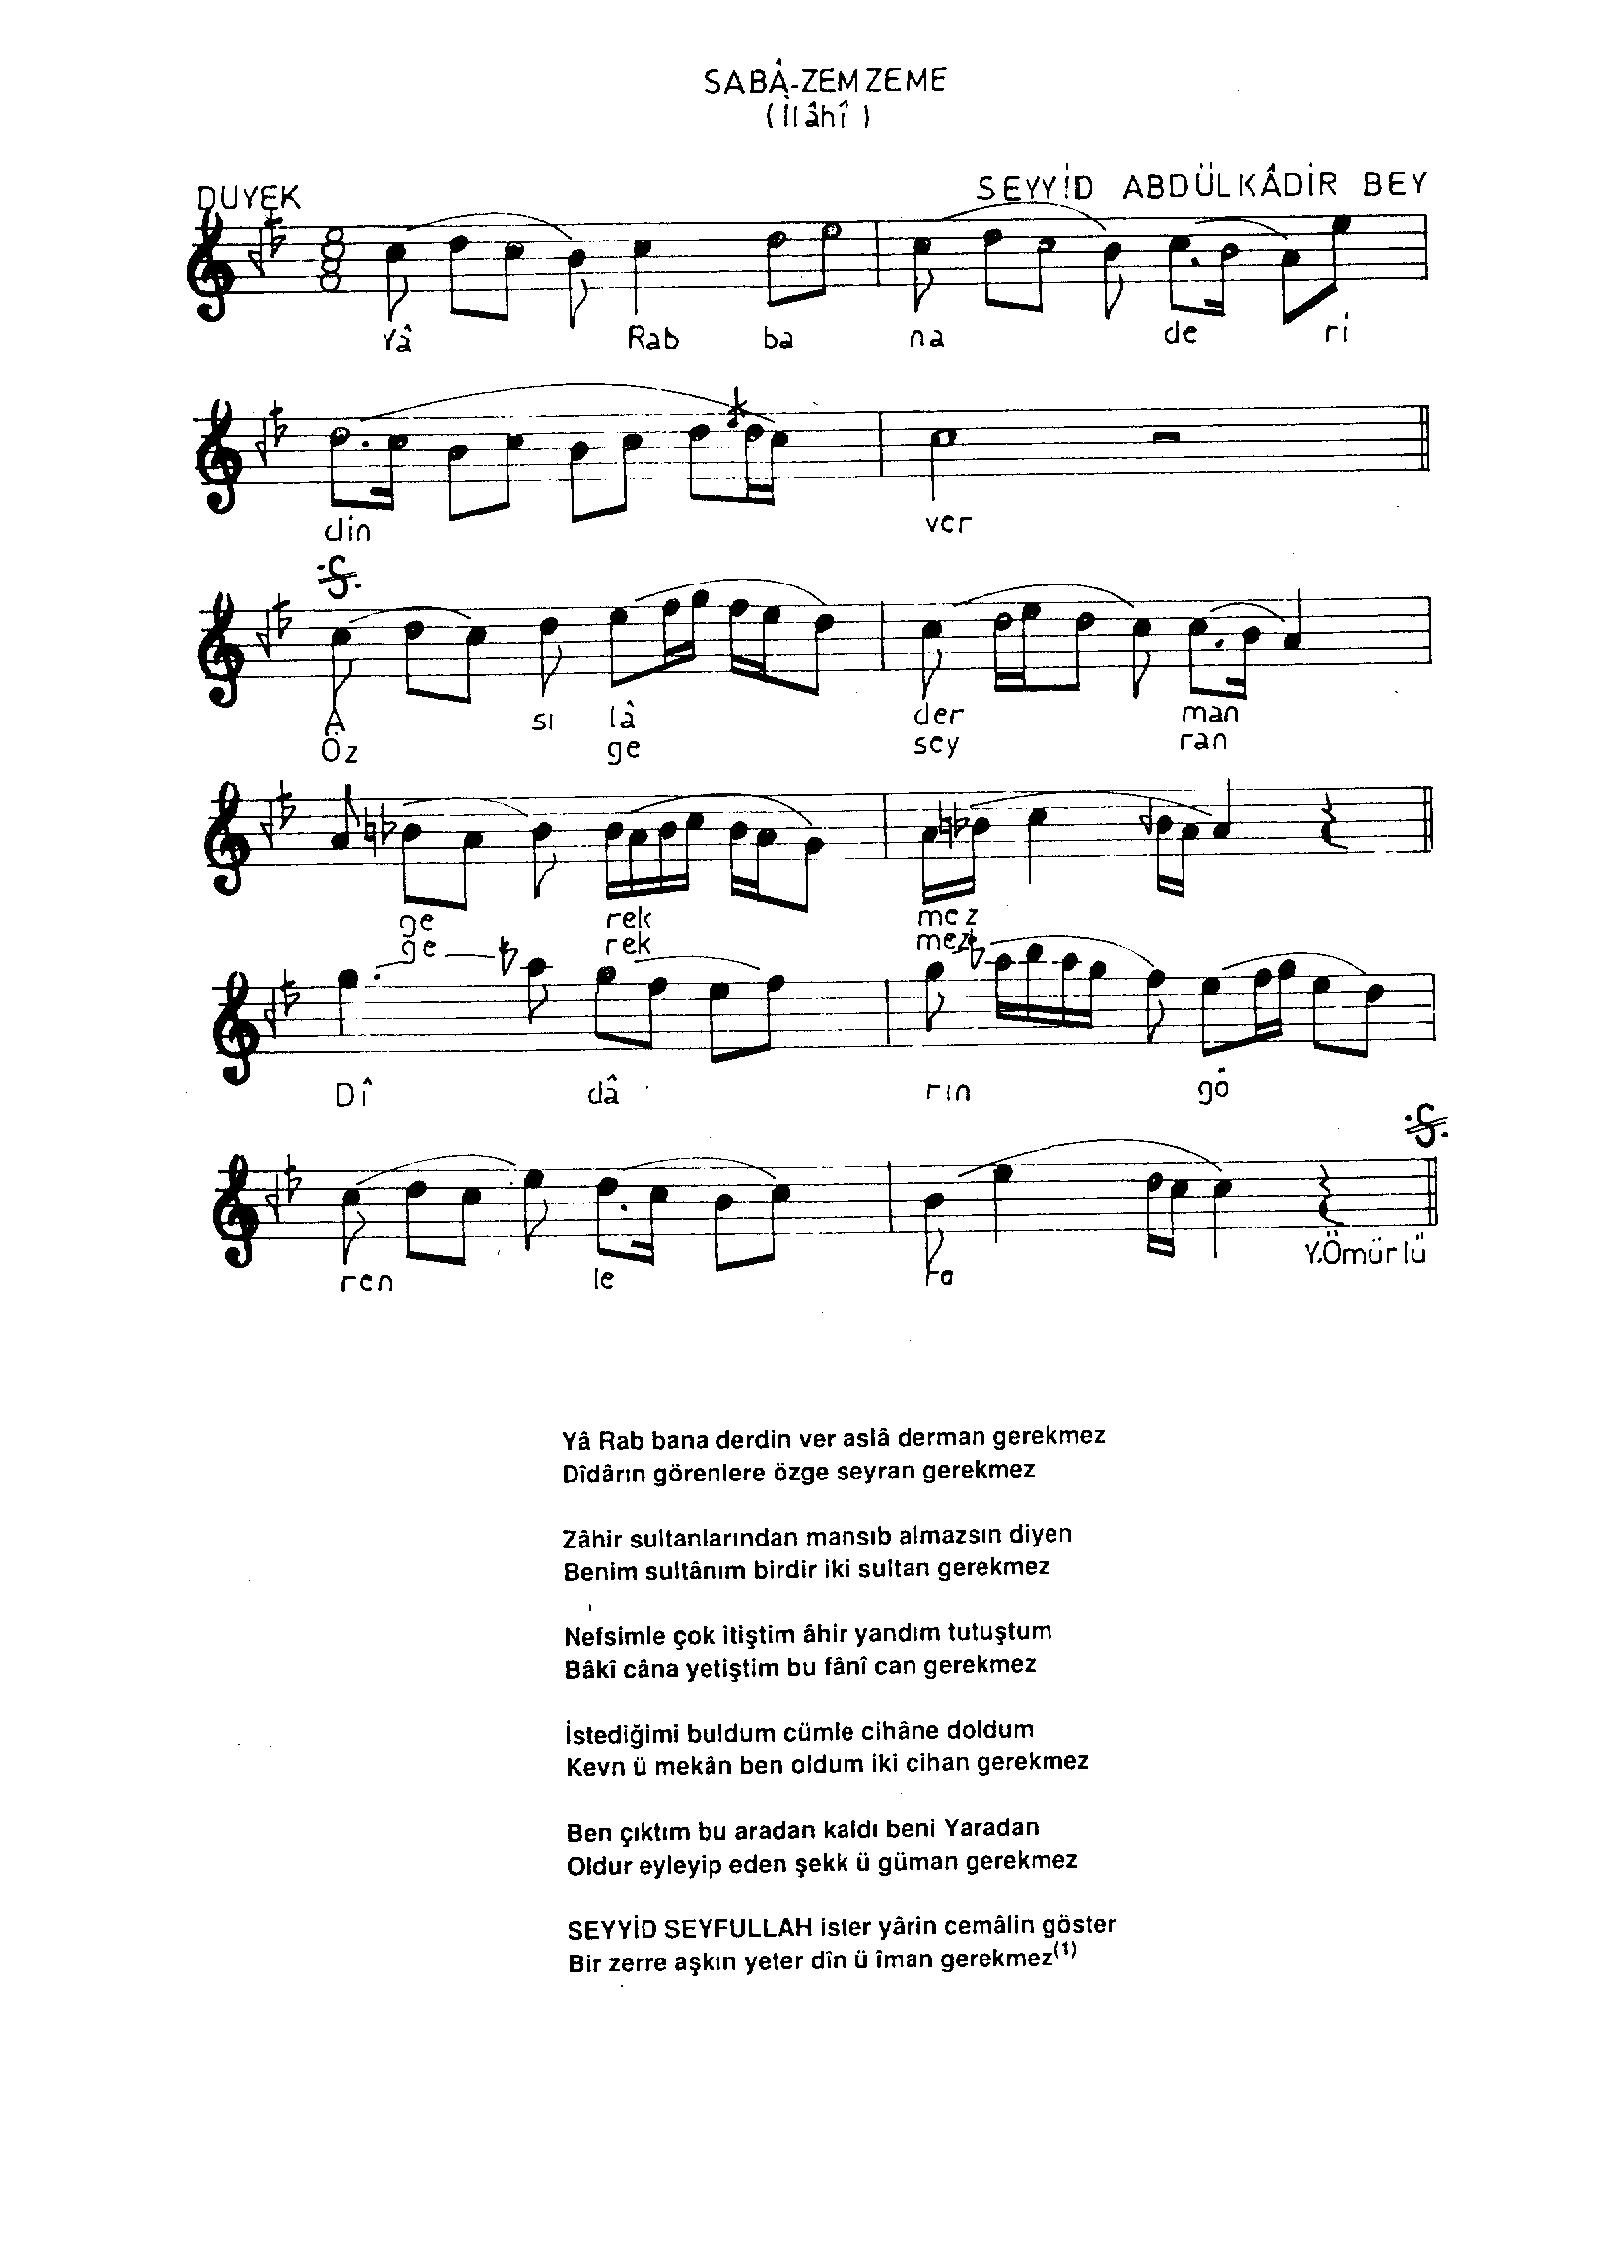 SABÂ-ZEMZEME
(İlâhî)
DUYEK
SEYYİD ABDÜLKÂDİR BEY
8 8
Yâ Rab ba na de ri
din ver
A sı lâ der man
Öz ge sey ran
ge rek mez
ge rek mez
Dî dâ rın gö
ren le re
Y.Ömürlü
Yâ Rab bana derdin ver aslâ derman gerekmez
Dîdârın görenlere özge seyran gerekmez
Zâhir sultanlarından mansıb almazsın diyen
Benim sultânım birdir iki sultan gerekmez
Nefsimle çok itiştim âhir yandım tutuştum
Bâkî câna yetiştim bu fânî can gerekmez
İstediğimi buldum cümle cihâne doldum
Kevn ü mekân ben oldum iki cihan gerekmez
Ben çıktım bu aradan kaldı beni Yaradan
Oldur eyleyip eden şekk ü güman gerekmez
SEYYİD SEYFULLAH ister yârin cemâlin göster
Bir zerre aşkın yeter dîn ü îman gerekmez(1)